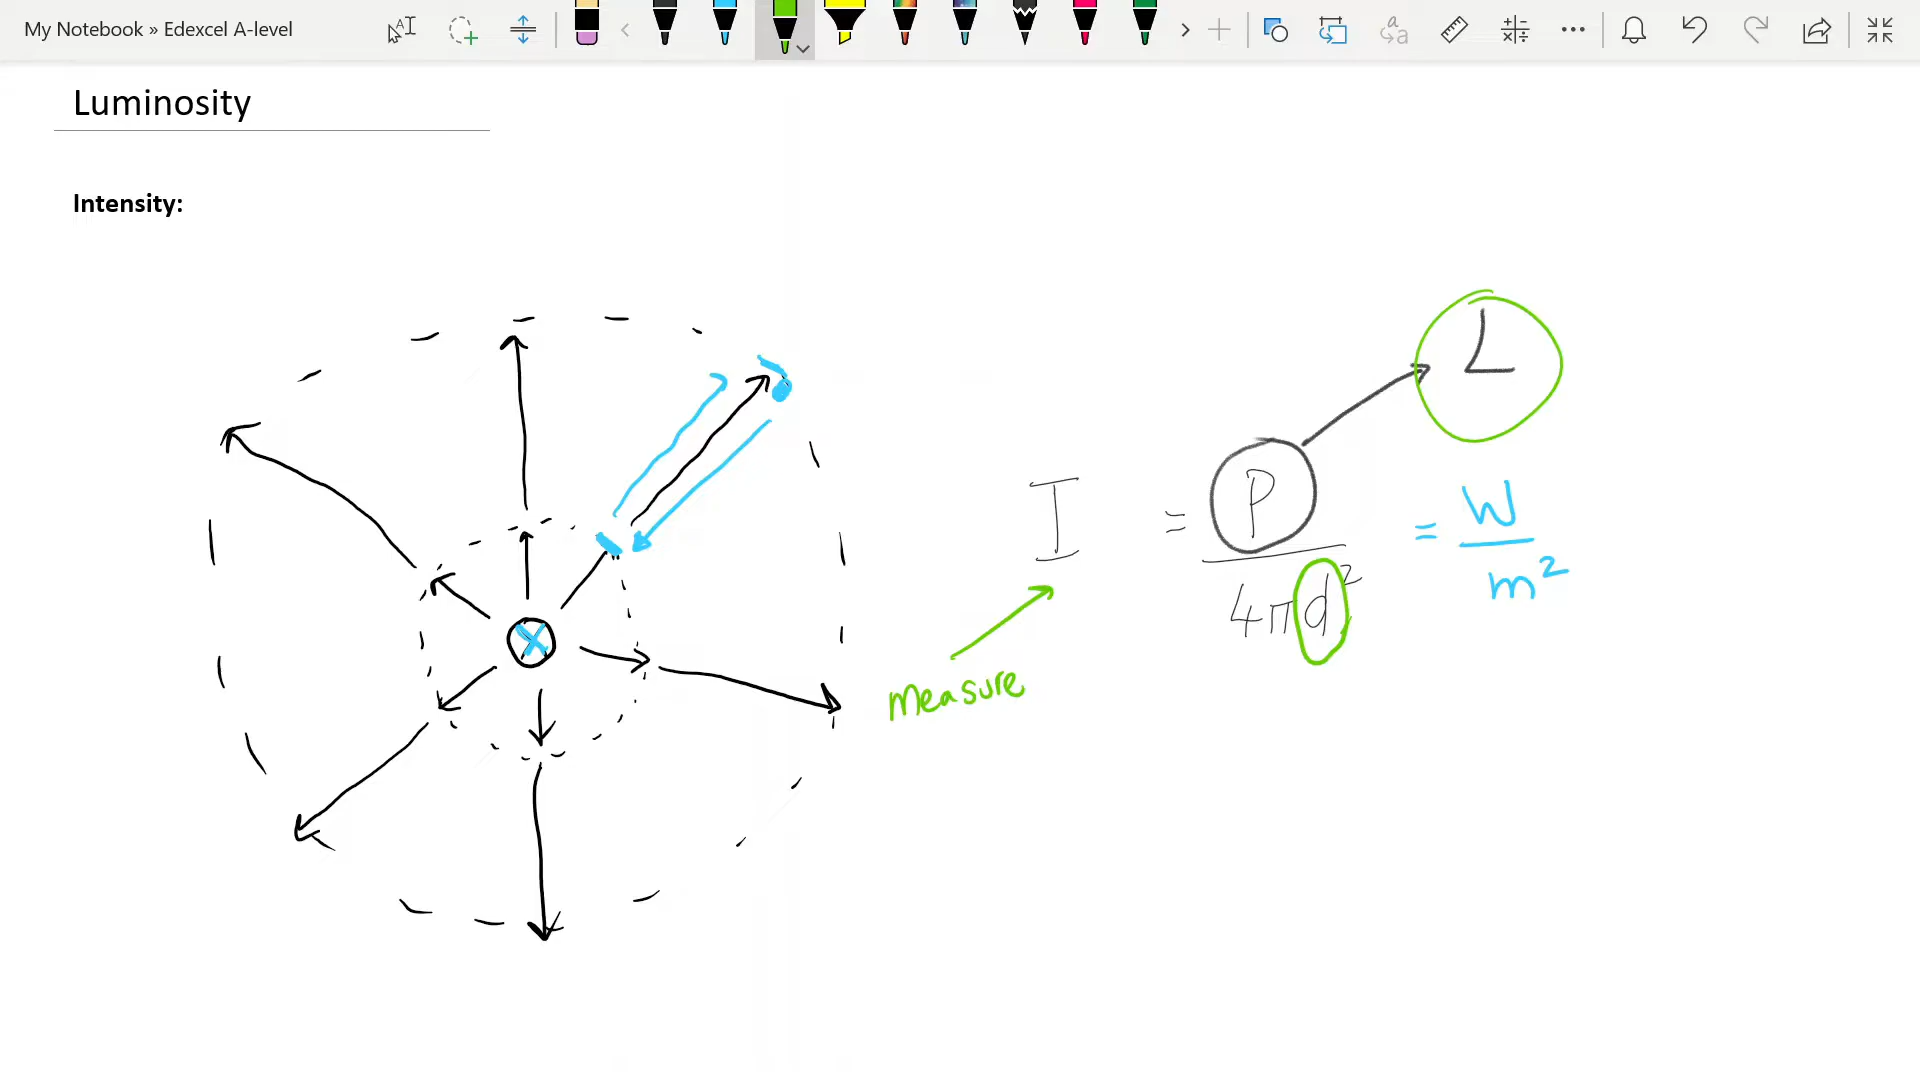 My Notebook » Edexcel A-level
Luminosity
Intensity:
L
I = P / 4πd² = W / m²
measure